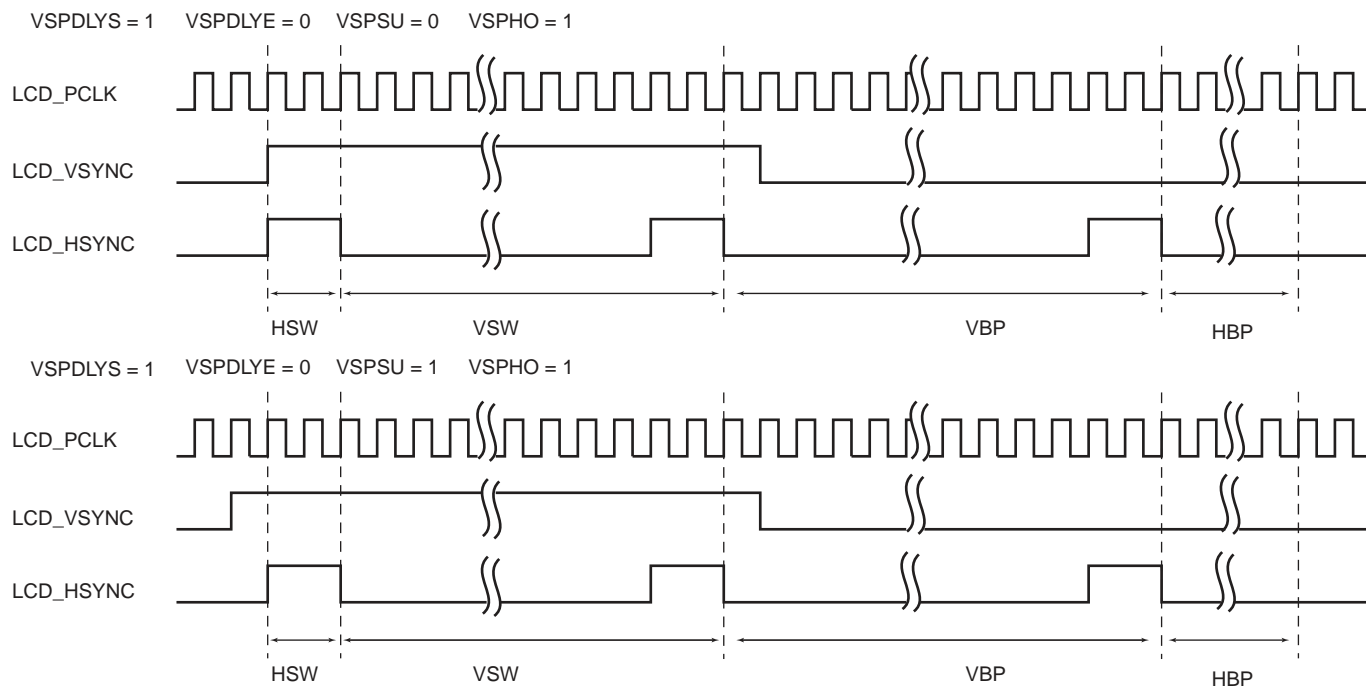 VSPDLYS = 1 VSPDLYE = 0 VSPSU = 0 VSPHO = 1
LCD_PCLK
LCD_VSYNC
LCD_HSYNC
HSW VSW VBP HBP
VSPDLYS = 1 VSPDLYE = 0 VSPSU = 1 VSPHO = 1
LCD_PCLK
LCD_VSYNC
LCD_HSYNC
HSW VSW VBP HBP